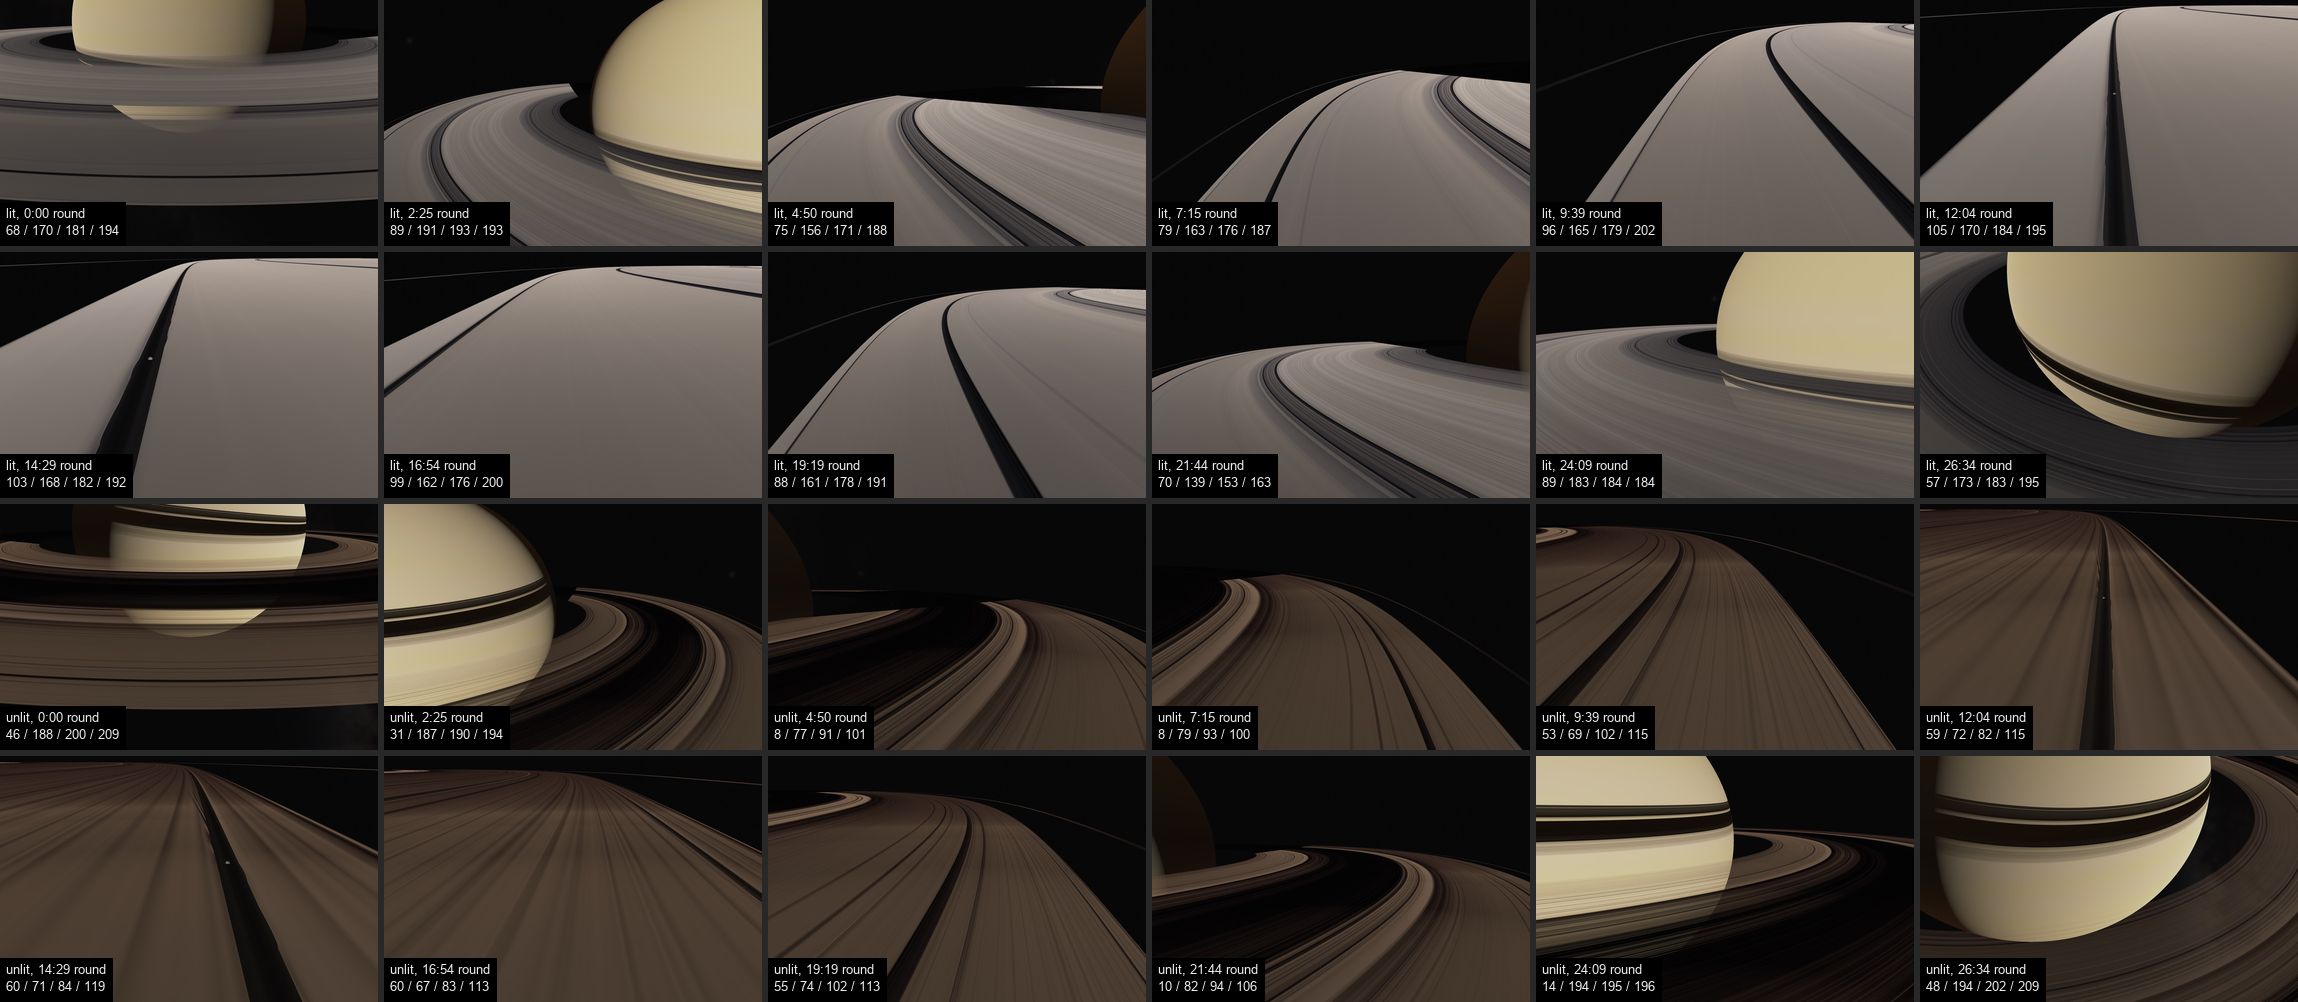 lit, 0:00 round
68 / 170 / 181 / 194
lit, 2:25 round
89 / 191 / 193 / 193
lit, 4:50 round
75 / 156 / 171 / 188
lit, 7:15 round
79 / 163 / 176 / 187
lit, 9:39 round
96 / 165 / 179 / 202
lit, 12:04 round
105 / 170 / 184 / 195
lit, 14:29 round
103 / 168 / 182 / 192
lit, 16:54 round
99 / 162 / 176 / 200
lit, 19:19 round
88 / 161 / 178 / 191
lit, 21:44 round
70 / 139 / 153 / 163
lit, 24:09 round
89 / 183 / 184 / 184
lit, 26:34 round
57 / 173 / 183 / 195
unlit, 0:00 round
46 / 188 / 200 / 209
unlit, 2:25 round
31 / 187 / 190 / 194
unlit, 4:50 round
8 / 77 / 91 / 101
unlit, 7:15 round
8 / 79 / 93 / 100
unlit, 9:39 round
53 / 69 / 102 / 115
unlit, 12:04 round
59 / 72 / 82 / 115
unlit, 14:29 round
60 / 71 / 84 / 119
unlit, 16:54 round
60 / 67 / 83 / 113
unlit, 19:19 round
55 / 74 / 102 / 113
unlit, 21:44 round
10 / 82 / 94 / 106
unlit, 24:09 round
14 / 194 / 195 / 196
unlit, 26:34 round
48 / 194 / 202 / 209